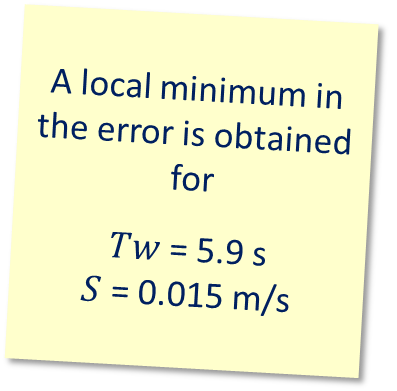 A local minimum in
the error is obtained
for
Tw = 5.9 s
S = 0.015 m/s